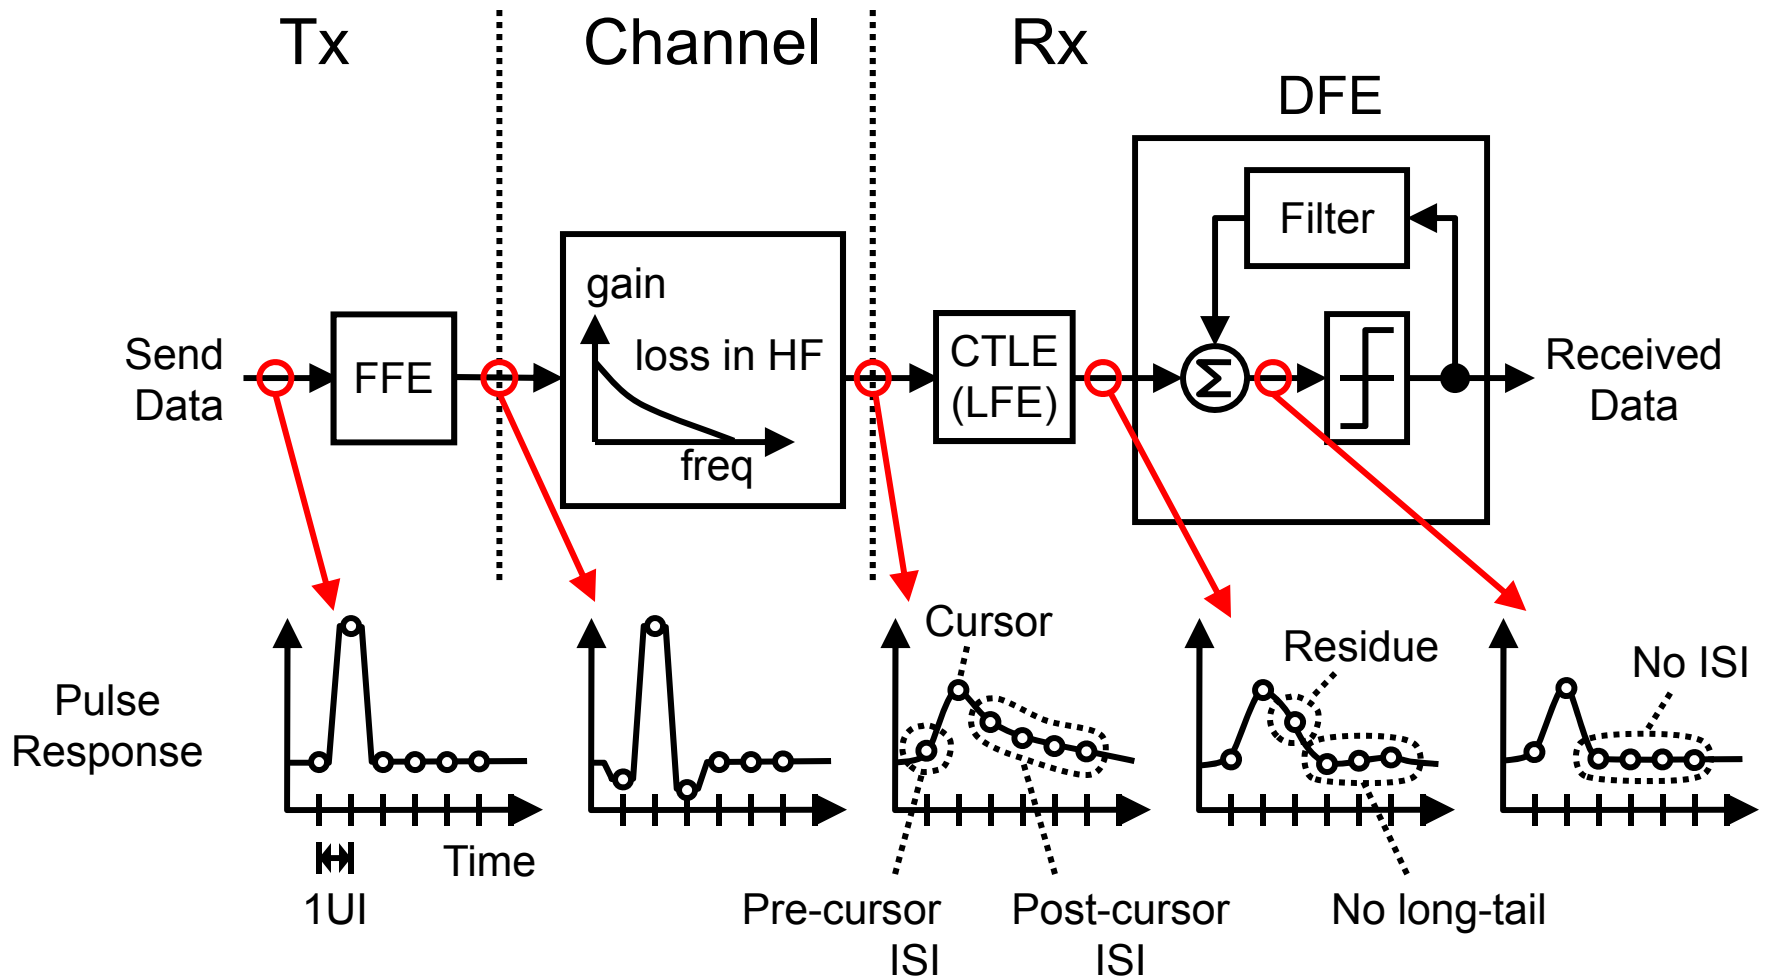 Tx
Channel
Rx
DFE
Filter
gain
loss in HF
freq
Send
Data
FFE
CTLE
(LFE)
Σ
Received
Data
Cursor
Residue
No ISI
Pulse
Response
Time
1UI
Pre-cursor
ISI
Post-cursor
ISI
No long-tail